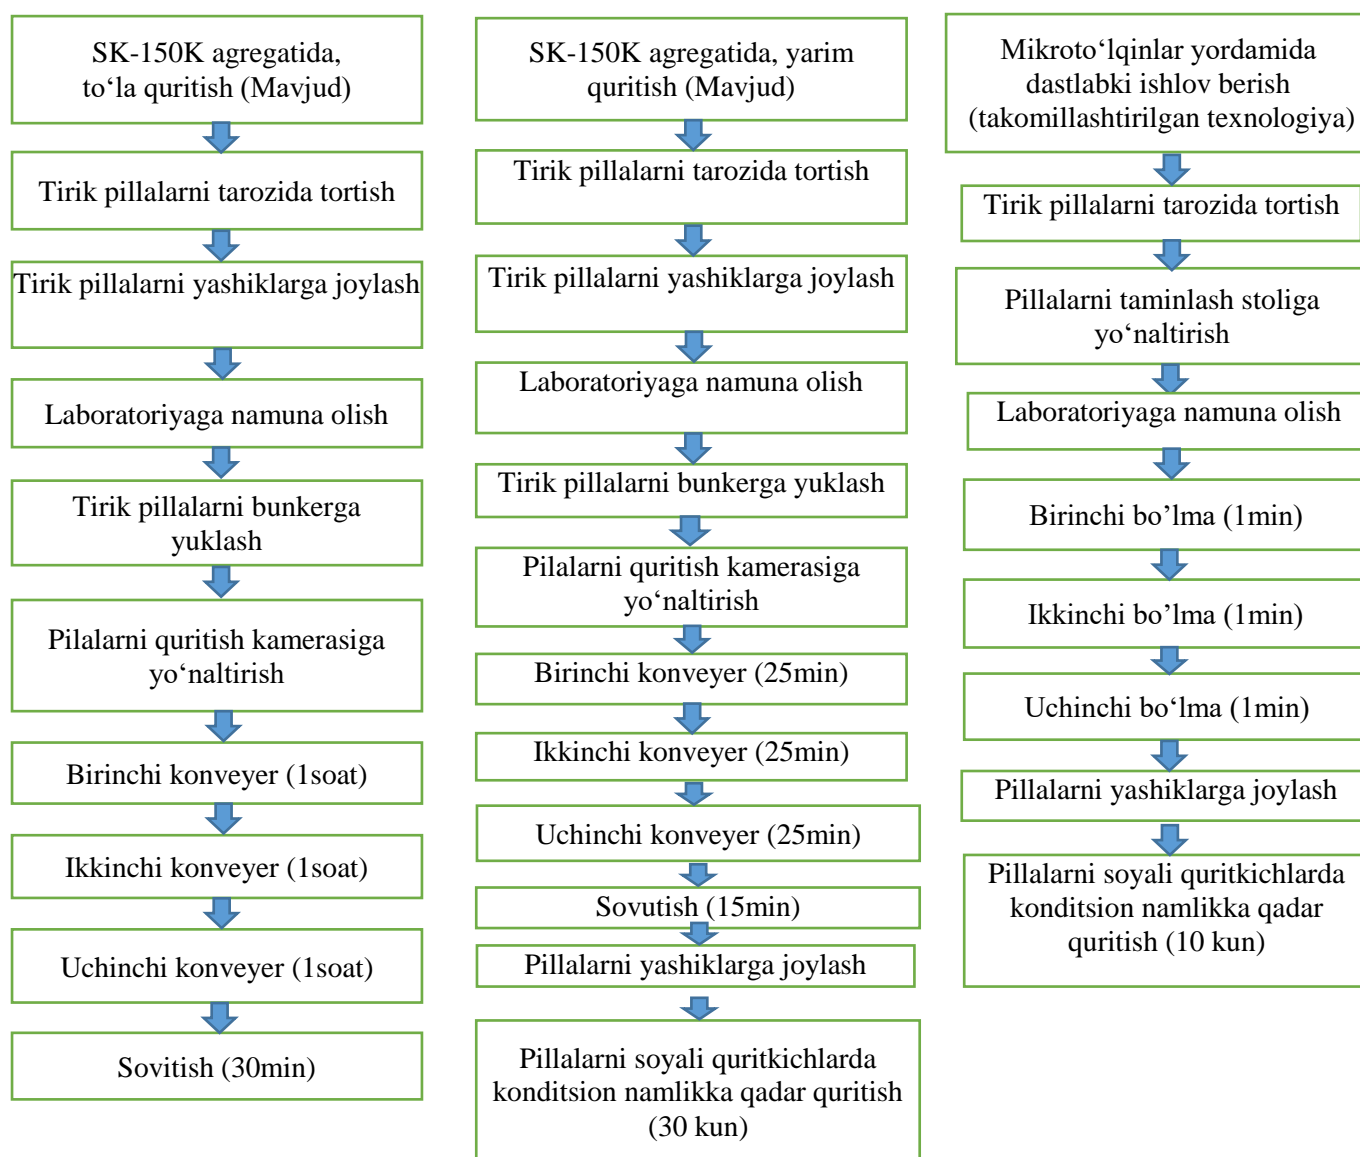 SK-150K agregatida,
to‘la quritish (Mavjud)
Tirik pillalarni tarozida tortish
Tirik pillalarni yashiklarga joylash
Laboratoriyaga namuna olish
Tirik pillalarni bunkerga
yuklash
Pilalarni quritish kamerasiga
yo‘naltirish
Birinchi konveyer (1soat)
Ikkinchi konveyer (1soat)
Uchinchi konveyer (1soat)
Sovitish (30min)
SK-150K agregatida, yarim
quritish (Mavjud)
Tirik pillalarni tarozida tortish
Tirik pillalarni yashiklarga joylash
Laboratoriyaga namuna olish
Tirik pillalarni bunkerga yuklash
Pilalarni quritish kamerasiga
yo‘naltirish
Birinchi konveyer (25min)
Ikkinchi konveyer (25min)
Uchinchi konveyer (25min)
Sovutish (15min)
Pillalarni yashiklarga joylash
Pillalarni soyali quritkichlarda
konditsion namlikka qadar quritish
(30 kun)
Mikroto‘lqinlar yordamida
dastlabki ishlov berish
(takomillashtirilgan texnologiya)
Tirik pillalarni tarozida tortish
Pillalarni taminlash stoliga
yo‘naltirish
Laboratoriyaga namuna olish
Birinchi bo’lma (1min)
Ikkinchi bo’lma (1min)
Uchinchi bo‘lma (1min)
Pillalarni yashiklarga joylash
Pillalarni soyali quritkichlarda
konditsion namlikka qadar
quritish (10 kun)